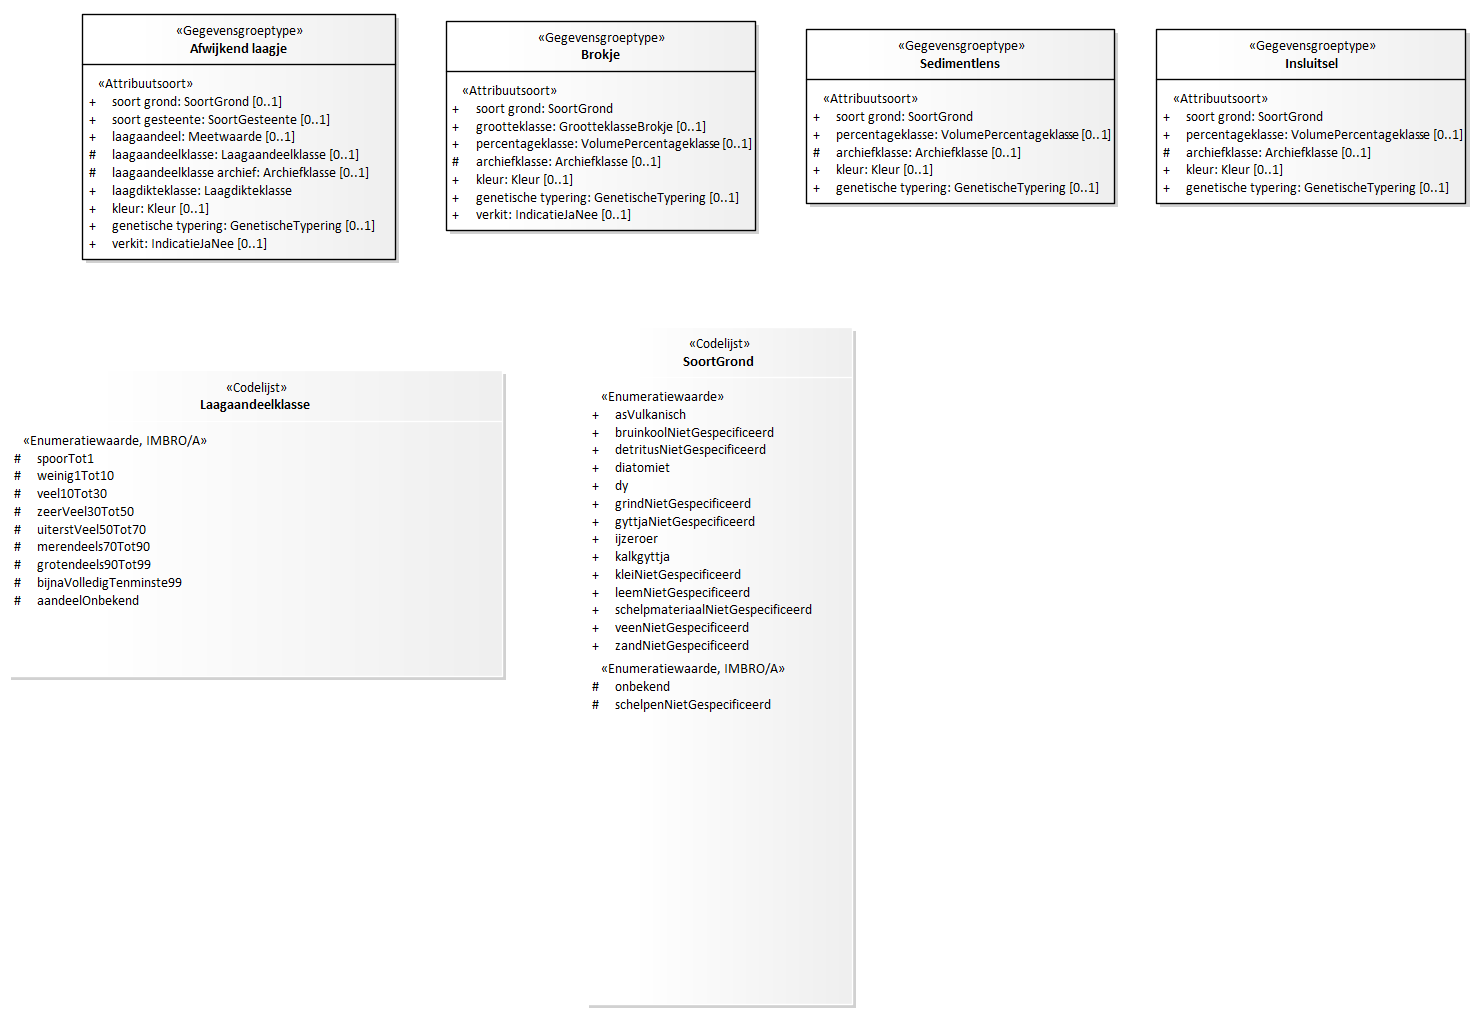 «Gegevensgroeptype»
Afwijkend laagje
«Attribuutsoort»
+ soort grond: SoortGrond [0..1]
+ soort gesteente: SoortGesteente [0..1]
+ laagaandeel: Meetwaarde [0..1]
# laagaandeelklasse: Laagaandeelklasse [0..1]
# laagaandeelklasse archief: Archiefklasse [0..1]
+ laagdikteklasse: Laagdikteklasse
+ kleur: Kleur [0..1]
+ genetische typering: GenetischeTypering [0..1]
+ verkit: IndicatieJaNee [0..1]
«Gegevensgroeptype»
Brokje
«Attribuutsoort»
+ soort grond: SoortGrond
+ grootteklasse: GrootteklasseBrokje [0..1]
+ percentageklasse: VolumePercentageklasse [0..1]
# archiefklasse: Archiefklasse [0..1]
+ kleur: Kleur [0..1]
+ genetische typering: GenetischeTypering [0..1]
+ verkit: IndicatieJaNee [0..1]
«Gegevensgroeptype»
Sedimentlens
«Attribuutsoort»
+ soort grond: SoortGrond
+ percentageklasse: VolumePercentageklasse [0..1]
# archiefklasse: Archiefklasse [0..1]
+ kleur: Kleur [0..1]
+ genetische typering: GenetischeTypering [0..1]
«Gegevensgroeptype»
Insluitsel
«Attribuutsoort»
+ soort grond: SoortGrond
+ percentageklasse: VolumePercentageklasse [0..1]
# archiefklasse: Archiefklasse [0..1]
+ kleur: Kleur [0..1]
+ genetische typering: GenetischeTypering [0..1]
«Codelijst»
Laagaandeelklasse
«Enumeratiewaarde, IMBRO/A»
# spoorTot1
# weinig1Tot10
# veel10Tot30
# zeerVeel30Tot50
# uiterstVeel50Tot70
# merendeels70Tot90
# grotendeels90Tot99
# bijnaVolledigTenminste99
# aandeelOnbekend
«Codelijst»
SoortGrond
«Enumeratiewaarde»
+ asVulkanisch
+ bruinkoolNietGespecificeerd
+ detritusNietGespecificeerd
+ diatomiet
+ dy
+ grindNietGespecificeerd
+ gyttjaNietGespecificeerd
+ ijzeroer
+ kalkgyttja
+ kleiNietGespecificeerd
+ leemNietGespecificeerd
+ schelpmateriaalNietGespecificeerd
+ veenNietGespecificeerd
+ zandNietGespecificeerd
«Enumeratiewaarde, IMBRO/A»
# onbekend
# schelpenNietGespecificeerd